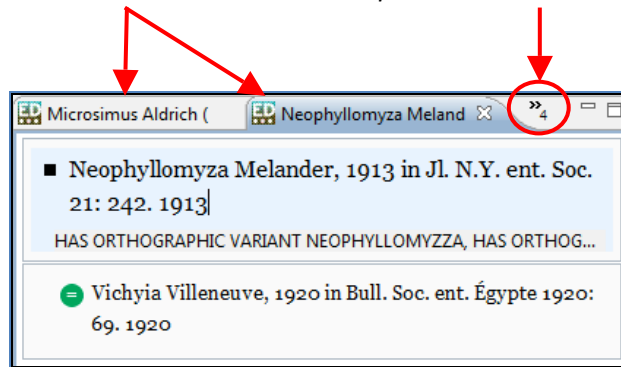 Microsimus Aldrich ( Neophyllomyza Meland »4
Neophyllomyza Melander, 1913 in Jl. N.Y. ent. Soc.
21: 242. 1913
HAS ORTHOGRAPHIC VARIANT NEOPHYLLOMYZZA, HAS ORTHOG...
Vichyia Villeneuve, 1920 in Bull. Soc. ent. Égypte 1920:
69. 1920